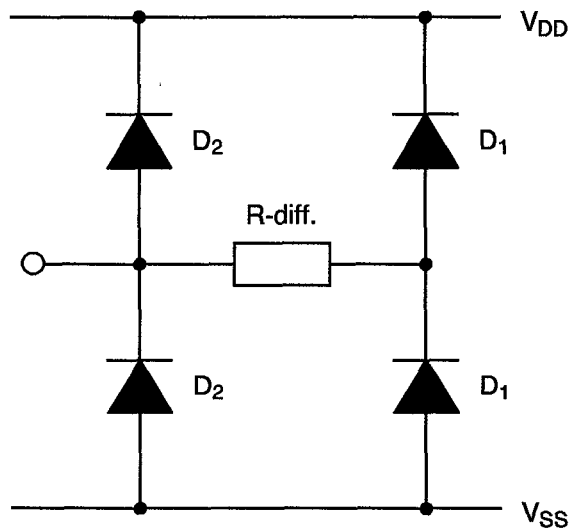 V_DD
D₂
D₁
R-diff.
D₂
D₁
V_SS